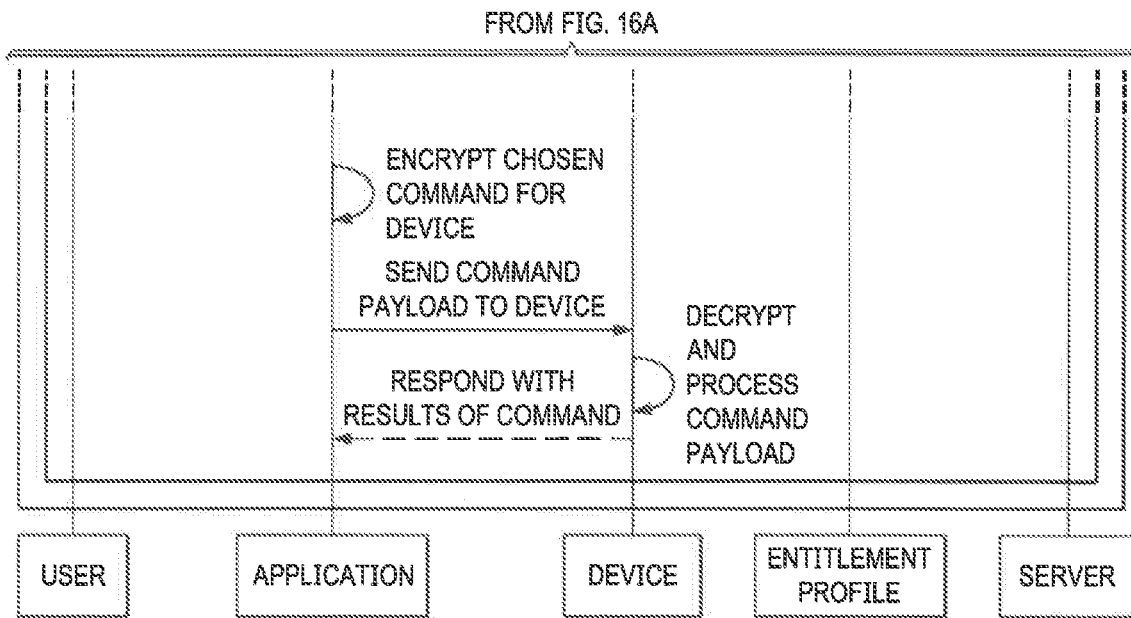 FROM FIG. 16A
ENCRYPT CHOSEN
COMMAND FOR
DEVICE
SEND COMMAND
PAYLOAD TO DEVICE
DECRYPT
AND
PROCESS
COMMAND
PAYLOAD
RESPOND WITH
RESULTS OF COMMAND
USER
APPLICATION
DEVICE
ENTITLEMENT
PROFILE
SERVER